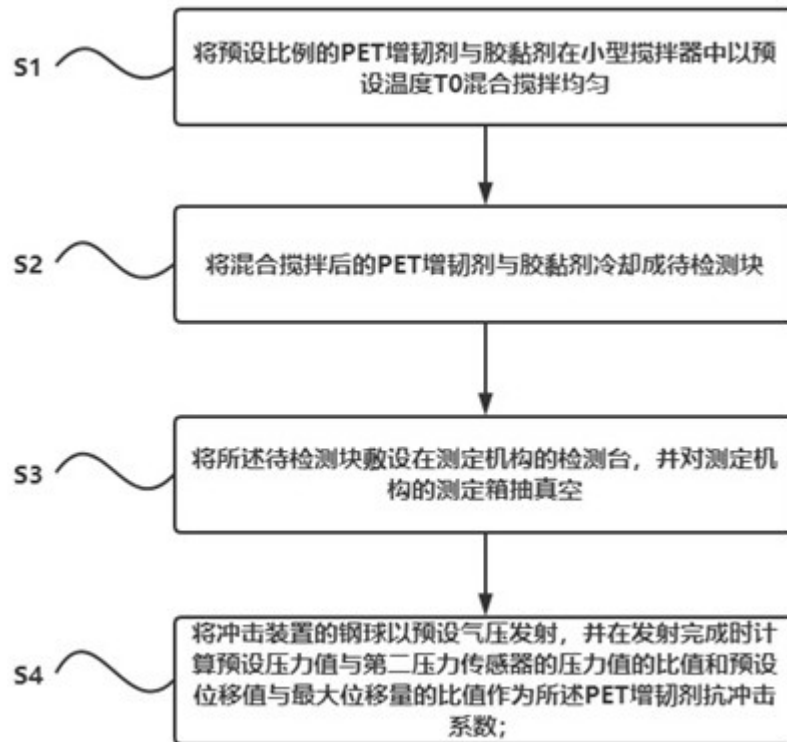 S1
将预设比例的PET增韧剂与胶黏剂在小型搅拌器中以预
设温度T0混合搅拌均匀
S2
将混合搅拌后的PET增韧剂与胶黏剂冷却成待检测块
S3
将所述待检测块敷设在测定机构的检测台，并对测定机
构的测定箱抽真空
S4
将冲击装置的钢球以预设气压发射，并在发射完成时计
算预设压力值与第二压力传感器的压力值的比值和预设
位移值与最大位移量的比值作为所述PET增韧剂抗冲击
系数；